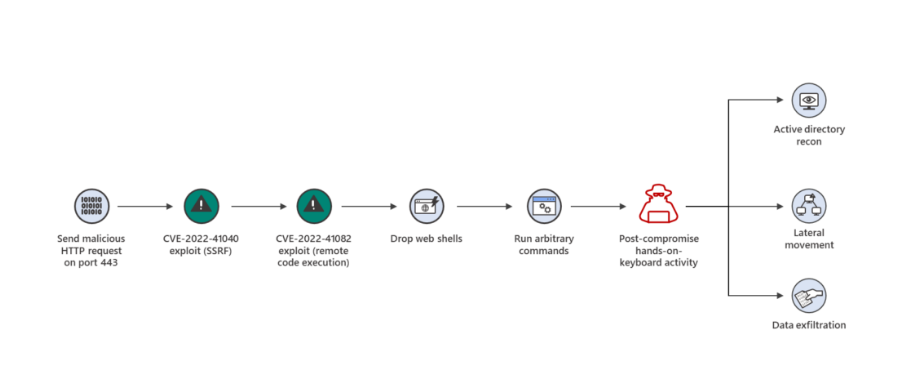 Send malicious
HTTP request
on port 443
CVE-2022-41040
exploit (SSRF)
CVE-2022-41082
exploit (remote
code execution)
Drop web shells
Run arbitrary
commands
Post-compromise
hands-on-
keyboard activity
Active directory
recon
Lateral
movement
Data exfiltration